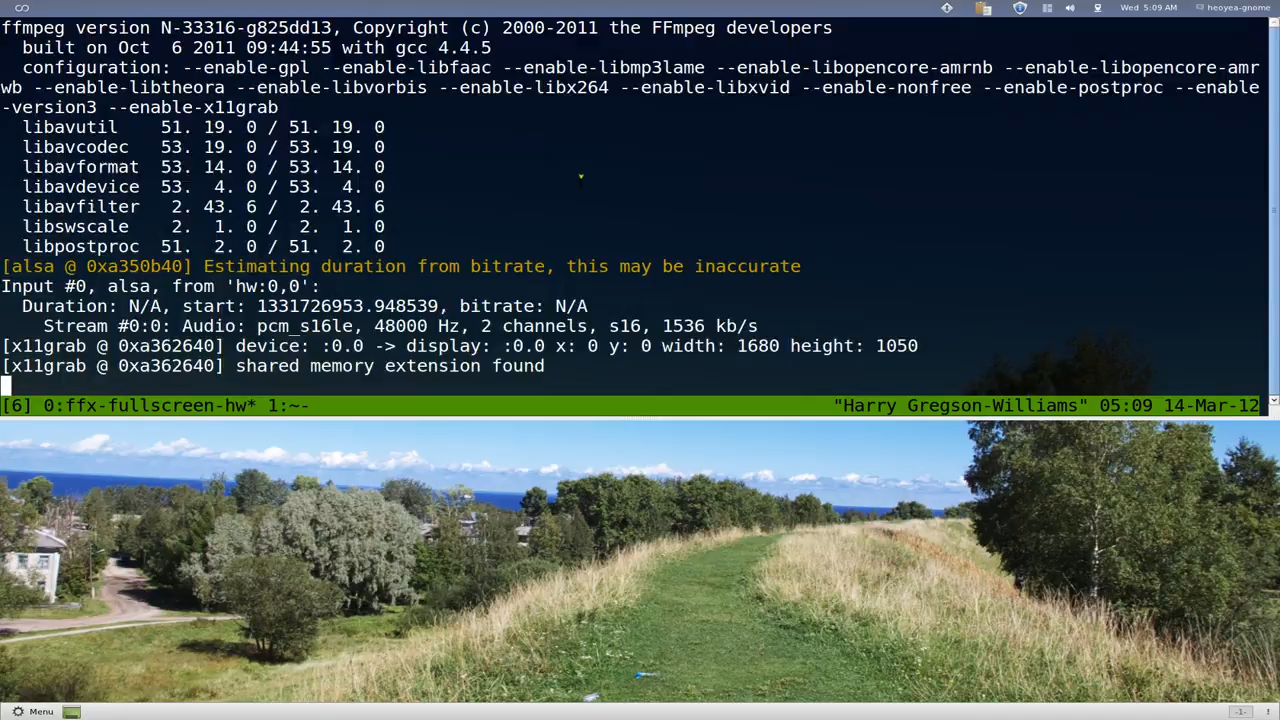 Wed 5:09 AM heoyea-gnome
ffmpeg version N-33316-g825dd13, Copyright (c) 2000-2011 the FFmpeg developers
built on Oct  6 2011 09:44:55 with gcc 4.4.5
configuration: --enable-gpl --enable-libfaac --enable-libmp3lame --enable-libopencore-amrnb --enable-libopencore-amr
wb --enable-libtheora --enable-libvorbis --enable-libx264 --enable-libxvid --enable-nonfree --enable-postproc --enable
-version3 --enable-x11grab
libavutil    51. 19. 0 / 51. 19. 0
libavcodec   53. 19. 0 / 53. 19. 0
libavformat  53. 14. 0 / 53. 14. 0
libavdevice  53.  4. 0 / 53.  4. 0
libavfilter   2. 43. 6 /  2. 43. 6
libswscale    2.  1. 0 /  2.  1. 0
libpostproc  51.  2. 0 / 51.  2. 0
[alsa @ 0xa350b40] Estimating duration from bitrate, this may be inaccurate
Input #0, alsa, from 'hw:0,0':
Duration: N/A, start: 1331726953.948539, bitrate: N/A
Stream #0:0: Audio: pcm_s16le, 48000 Hz, 2 channels, s16, 1536 kb/s
[x11grab @ 0xa362640] device: :0.0 -> display: :0.0 x: 0 y: 0 width: 1680 height: 1050
[x11grab @ 0xa362640] shared memory extension found
[6] 0:ffx-fullscreen-hw* 1:~- "Harry Gregson-Williams" 05:09 14-Mar-12
Menu -1-